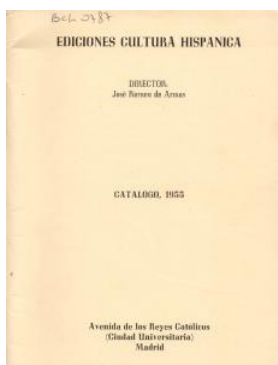 BCL 0787
EDICIONES CULTURA HISPANICA
DIRECTOR:
José Rumeu de Armas
CATALOGO, 1955
Avenida de los Reyes Católicos
(Ciudad Universitaria)
Madrid